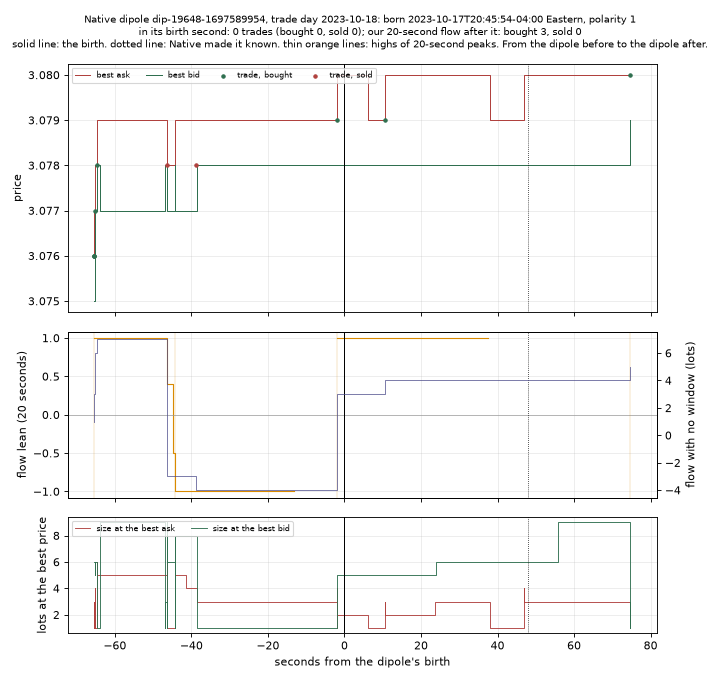 Native dipole dip-19648-1697589954, trade day 2023-10-18: born 2023-10-17T20:45:54-04:00 Eastern, polarity 1
in its birth second: 0 trades (bought 0, sold 0); our 20-second flow after it: bought 3, sold 0
solid line: the birth. dotted line: Native made it known. thin orange lines: highs of 20-second peaks. From the dipole before to the dipole after.
best ask
best bid
trade, bought
trade, sold
3.080
3.079
3.078
3.077
3.076
3.075
price
1.0
0.5
0.0
−0.5
−1.0
flow lean (20 seconds)
6
4
2
0
−2
−4
flow with no window (lots)
size at the best ask
size at the best bid
8
6
4
2
lots at the best price
−60
−40
−20
0
20
40
60
80
seconds from the dipole's birth